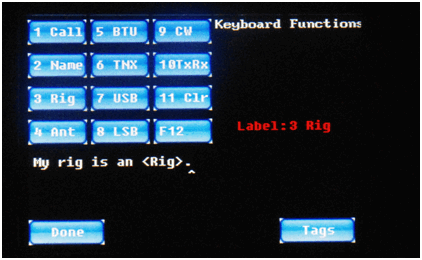 Keyboard Functions
1 Call 5 BTU 9 CW
2 Name 6 TNX 10TxRx
3 Rig 7 USB 11 Clr
4 Ant 8 LSB F12
Label:3 Rig
My rig is an <Rig>.
^
Done Tags